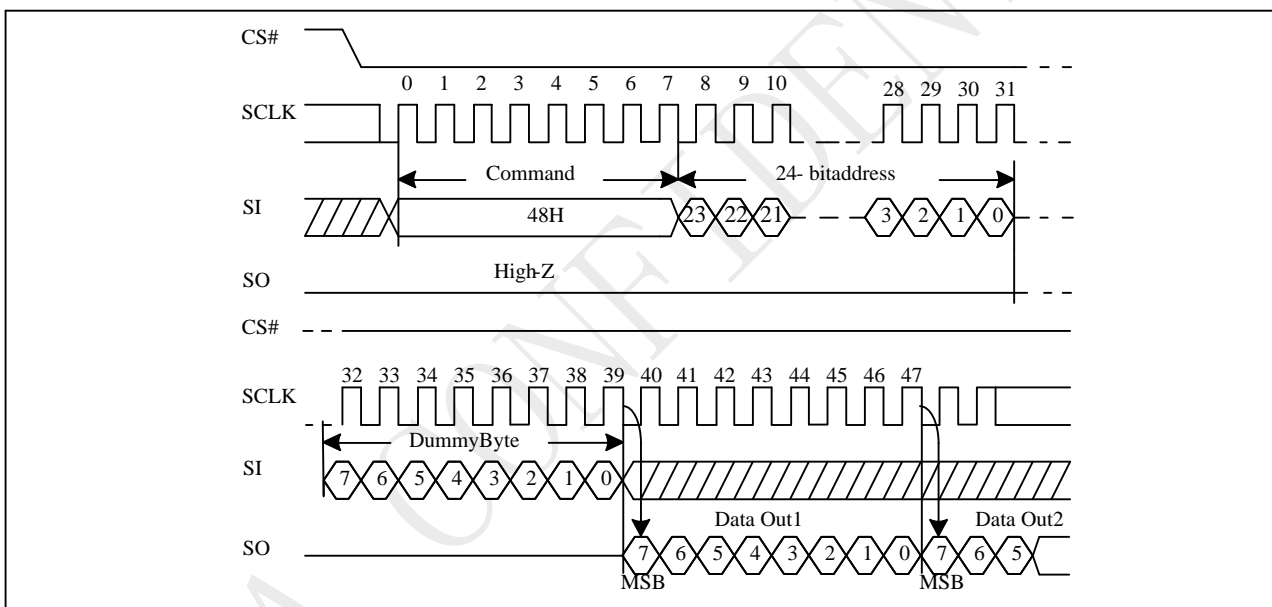 CS#
0 1 2 3 4 5 6 7 8 9 10 28 29 30 31
SCLK
Command 24- bitaddress
SI 48H 23 22 21 3 2 1 0
High-Z
SO
CS#
32 33 34 35 36 37 38 39 40 41 42 43 44 45 46 47
SCLK
DummyByte
SI 7 6 5 4 3 2 1 0
Data Out1 Data Out2
SO 7 6 5 4 3 2 1 0 7 6 5
MSB MSB